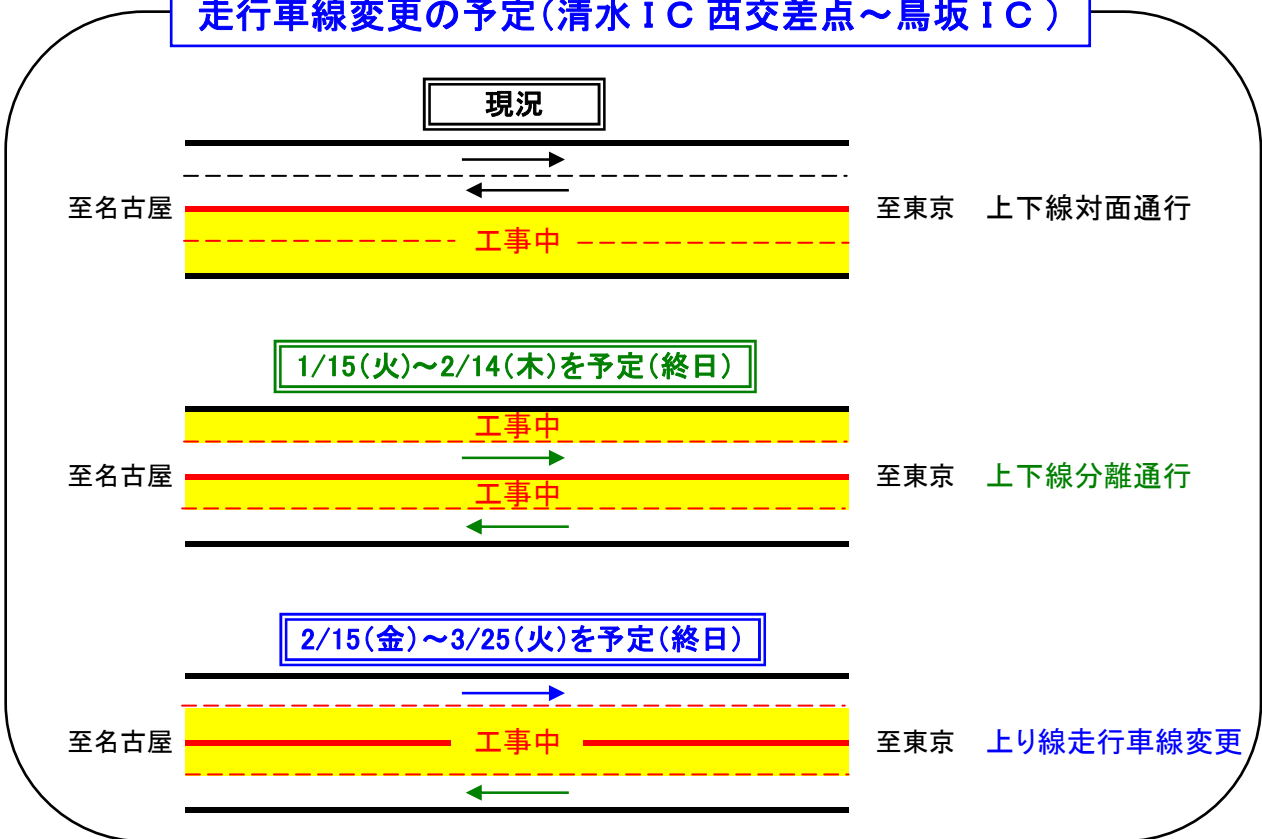 走行車線変更の予定(清水IC西交差点～鳥坂IC)
現況
至名古屋
工事中
至東京 上下線対面通行
1/15(火)～2/14(木)を予定(終日)
工事中
至名古屋
工事中
至東京 上下線分離通行
2/15(金)～3/25(火)を予定(終日)
至名古屋
工事中
至東京 上り線走行車線変更